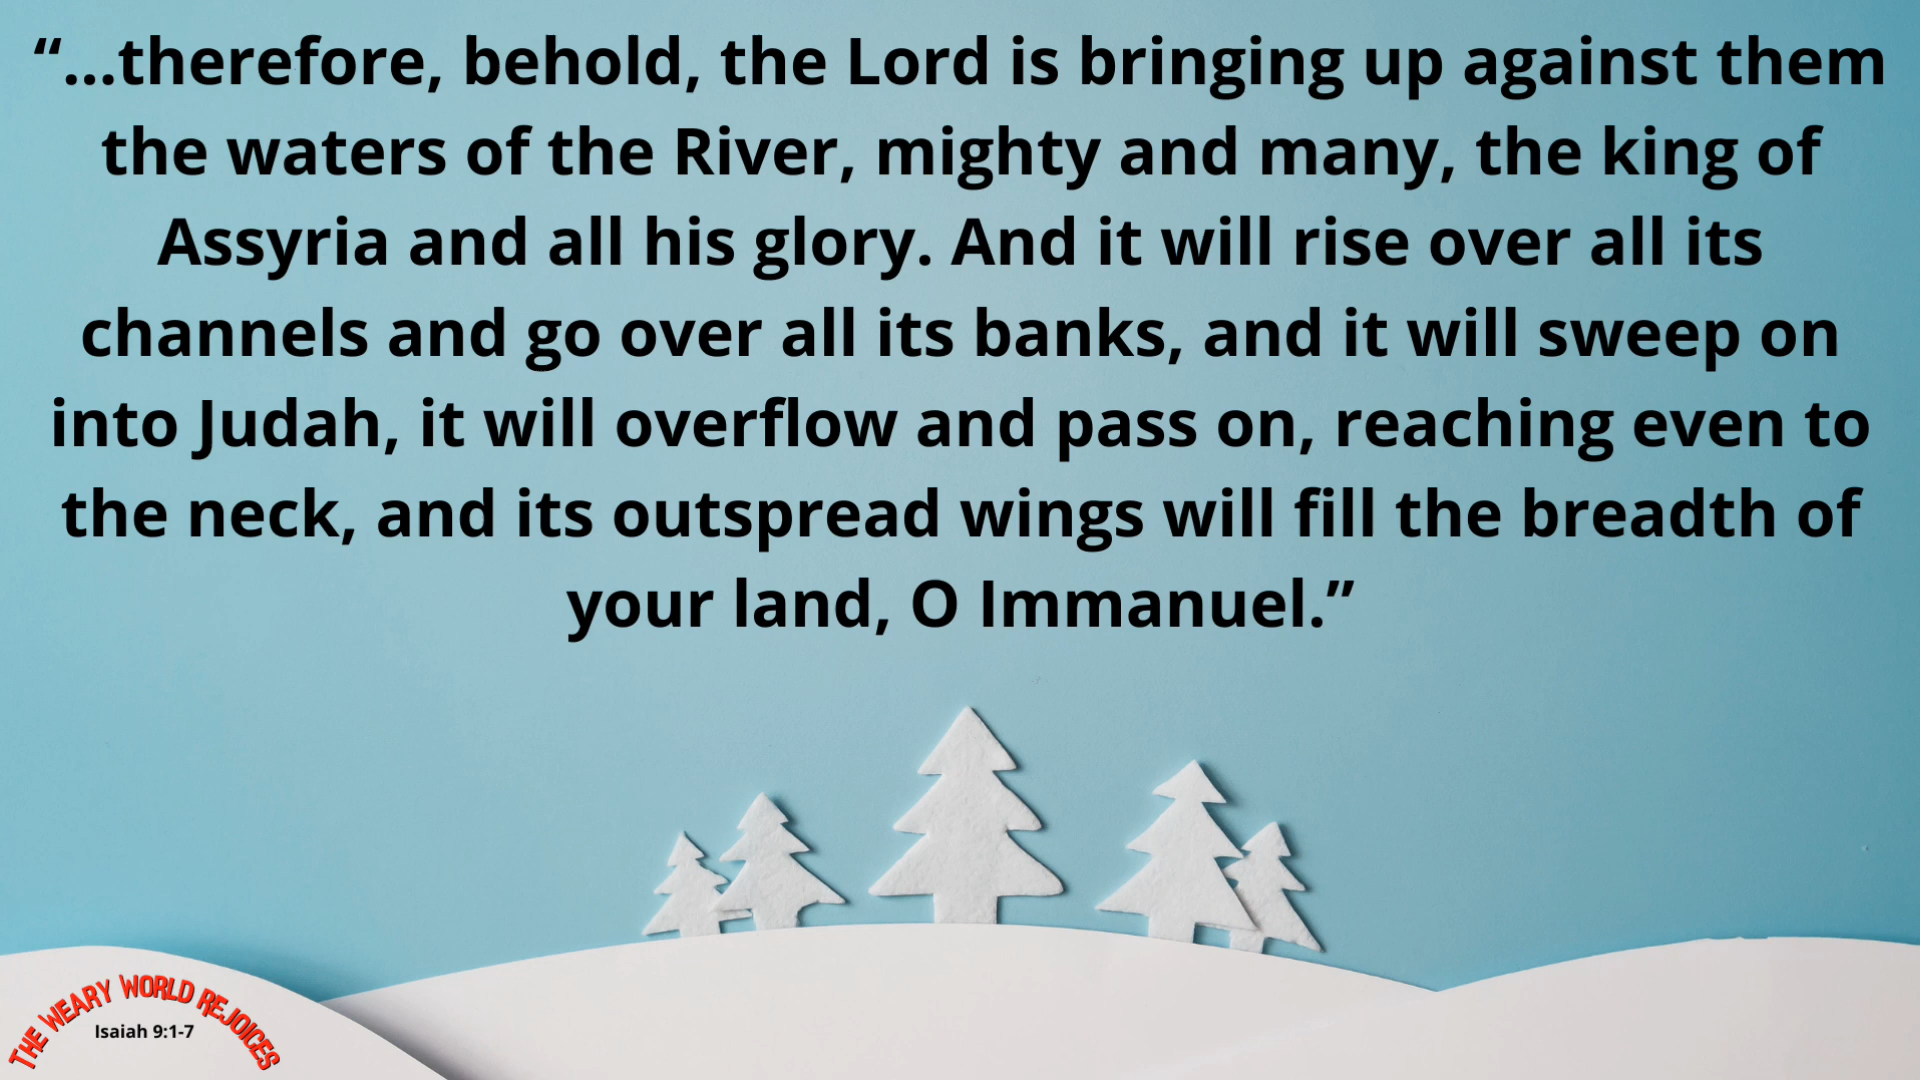 “...therefore, behold, the Lord is bringing up against them
the waters of the River, mighty and many, the king of
Assyria and all his glory. And it will rise over all its
channels and go over all its banks, and it will sweep on
into Judah, it will overflow and pass on, reaching even to
the neck, and its outspread wings will fill the breadth of
your land, O Immanuel.”
THE WEARY WORLD REJOICES
Isaiah 9:1-7